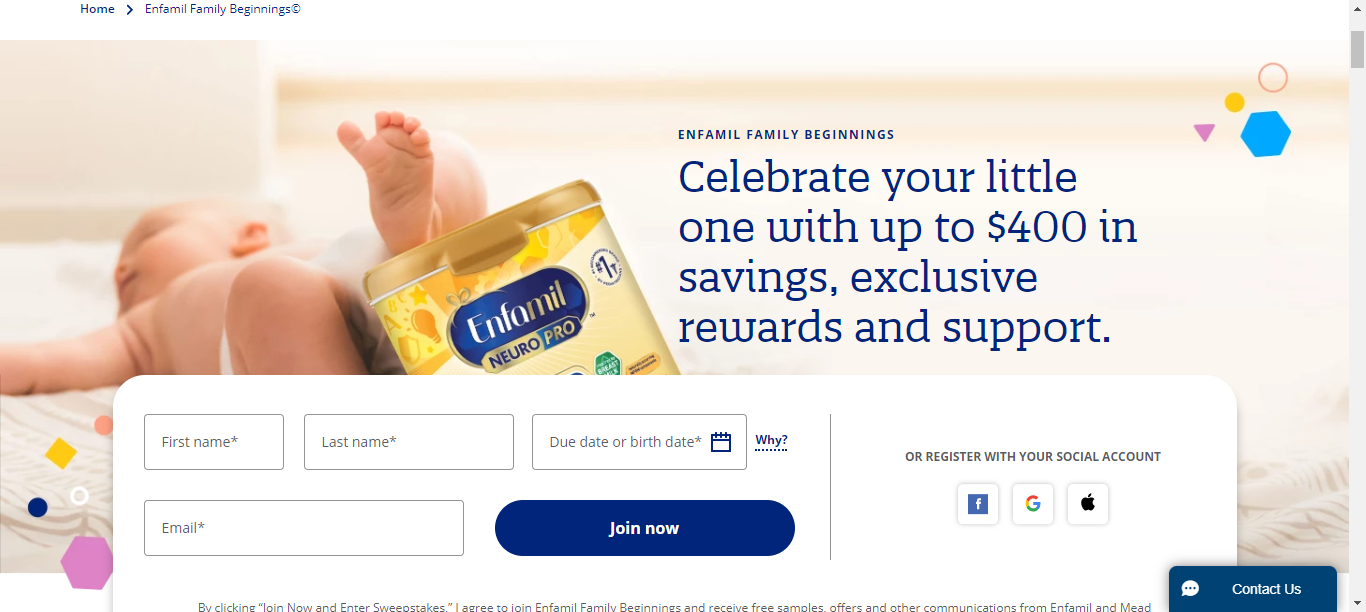 Home > Enfamil Family Beginnings©
ENFAMIL FAMILY BEGINNINGS
Celebrate your little
one with up to $400 in
savings, exclusive
rewards and support.
#1
Enfamil™
NEURO PRO
First name*
Last name*
Due date or birth date*
Why?
Email*
Join now
OR REGISTER WITH YOUR SOCIAL ACCOUNT
By clicking “Join Now and Enter Sweepstakes,” I agree to join Enfamil Family Beginnings and receive free samples, offers and other communications from Enfamil and Mead
Contact Us